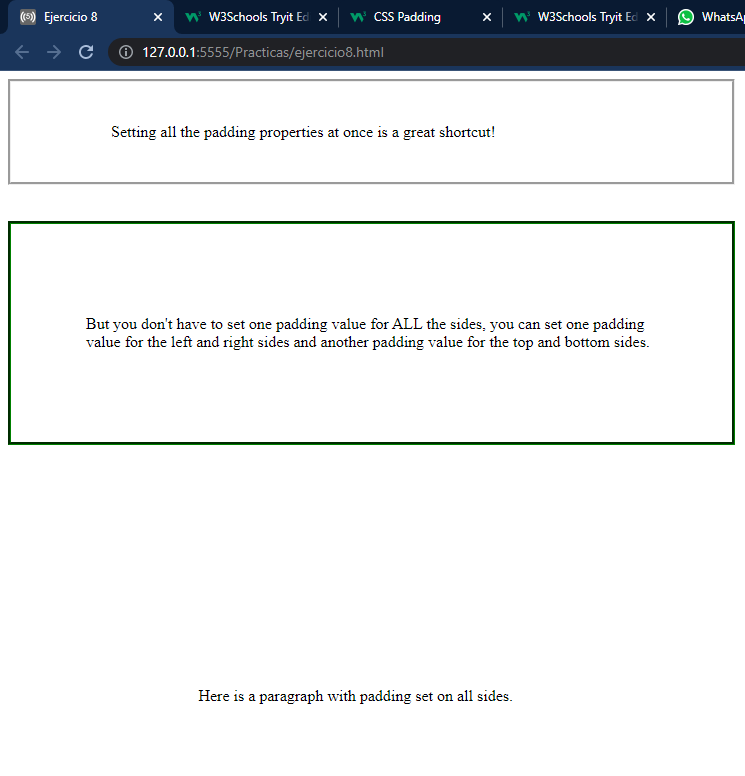 Ejercicio 8
W3Schools Tryit Ed
CSS Padding
W3Schools Tryit Ed
WhatsAp
127.0.0.1:5555/Practicas/ejercicio8.html
Setting all the padding properties at once is a great shortcut!
But you don't have to set one padding value for ALL the sides, you can set one padding
value for the left and right sides and another padding value for the top and bottom sides.
Here is a paragraph with padding set on all sides.